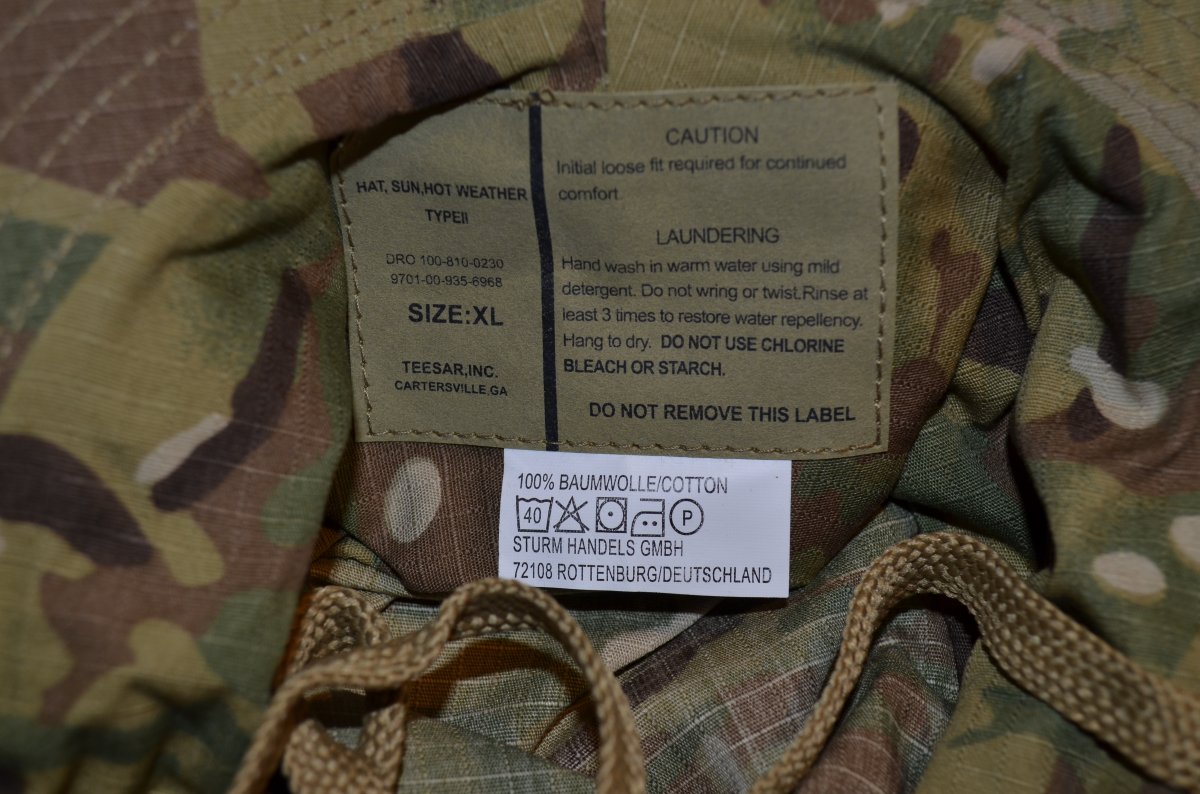 HAT, SUN,HOT WEATHER
TYPEII
DRO 100-810-0230
9701-00-935-6968
SIZE:XL
TEESAR,INC.
CARTERSVILLE,GA
CAUTION
Initial loose fit required for continued
comfort.
LAUNDERING
Hand wash in warm water using mild
detergent. Do not wring or twist.Rinse at
least 3 times to restore water repellency.
Hang to dry. DO NOT USE CHLORINE
BLEACH OR STARCH.
DO NOT REMOVE THIS LABEL
100% BAUMWOLLE/COTTON
40 P
STURM HANDELS GMBH
72108 ROTTENBURG/DEUTSCHLAND